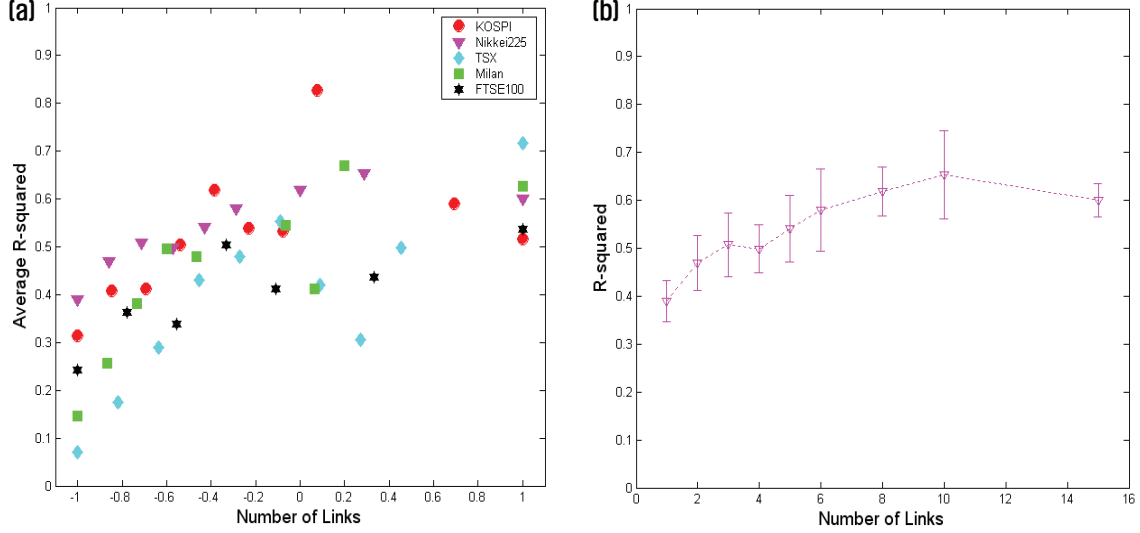 (a)
1
0.9
0.8
0.7
0.6
0.5
0.4
0.3
0.2
0.1
0
Average R-squared
KOSPI
Nikkei225
TSX
Milan
FTSE100
-1 -0.8 -0.6 -0.4 -0.2 0 0.2 0.4 0.6 0.8 1
Number of Links
(b)
1
0.9
0.8
0.7
0.6
0.5
0.4
0.3
0.2
0.1
0
R-squared
0 2 4 6 8 10 12 14 16
Number of Links